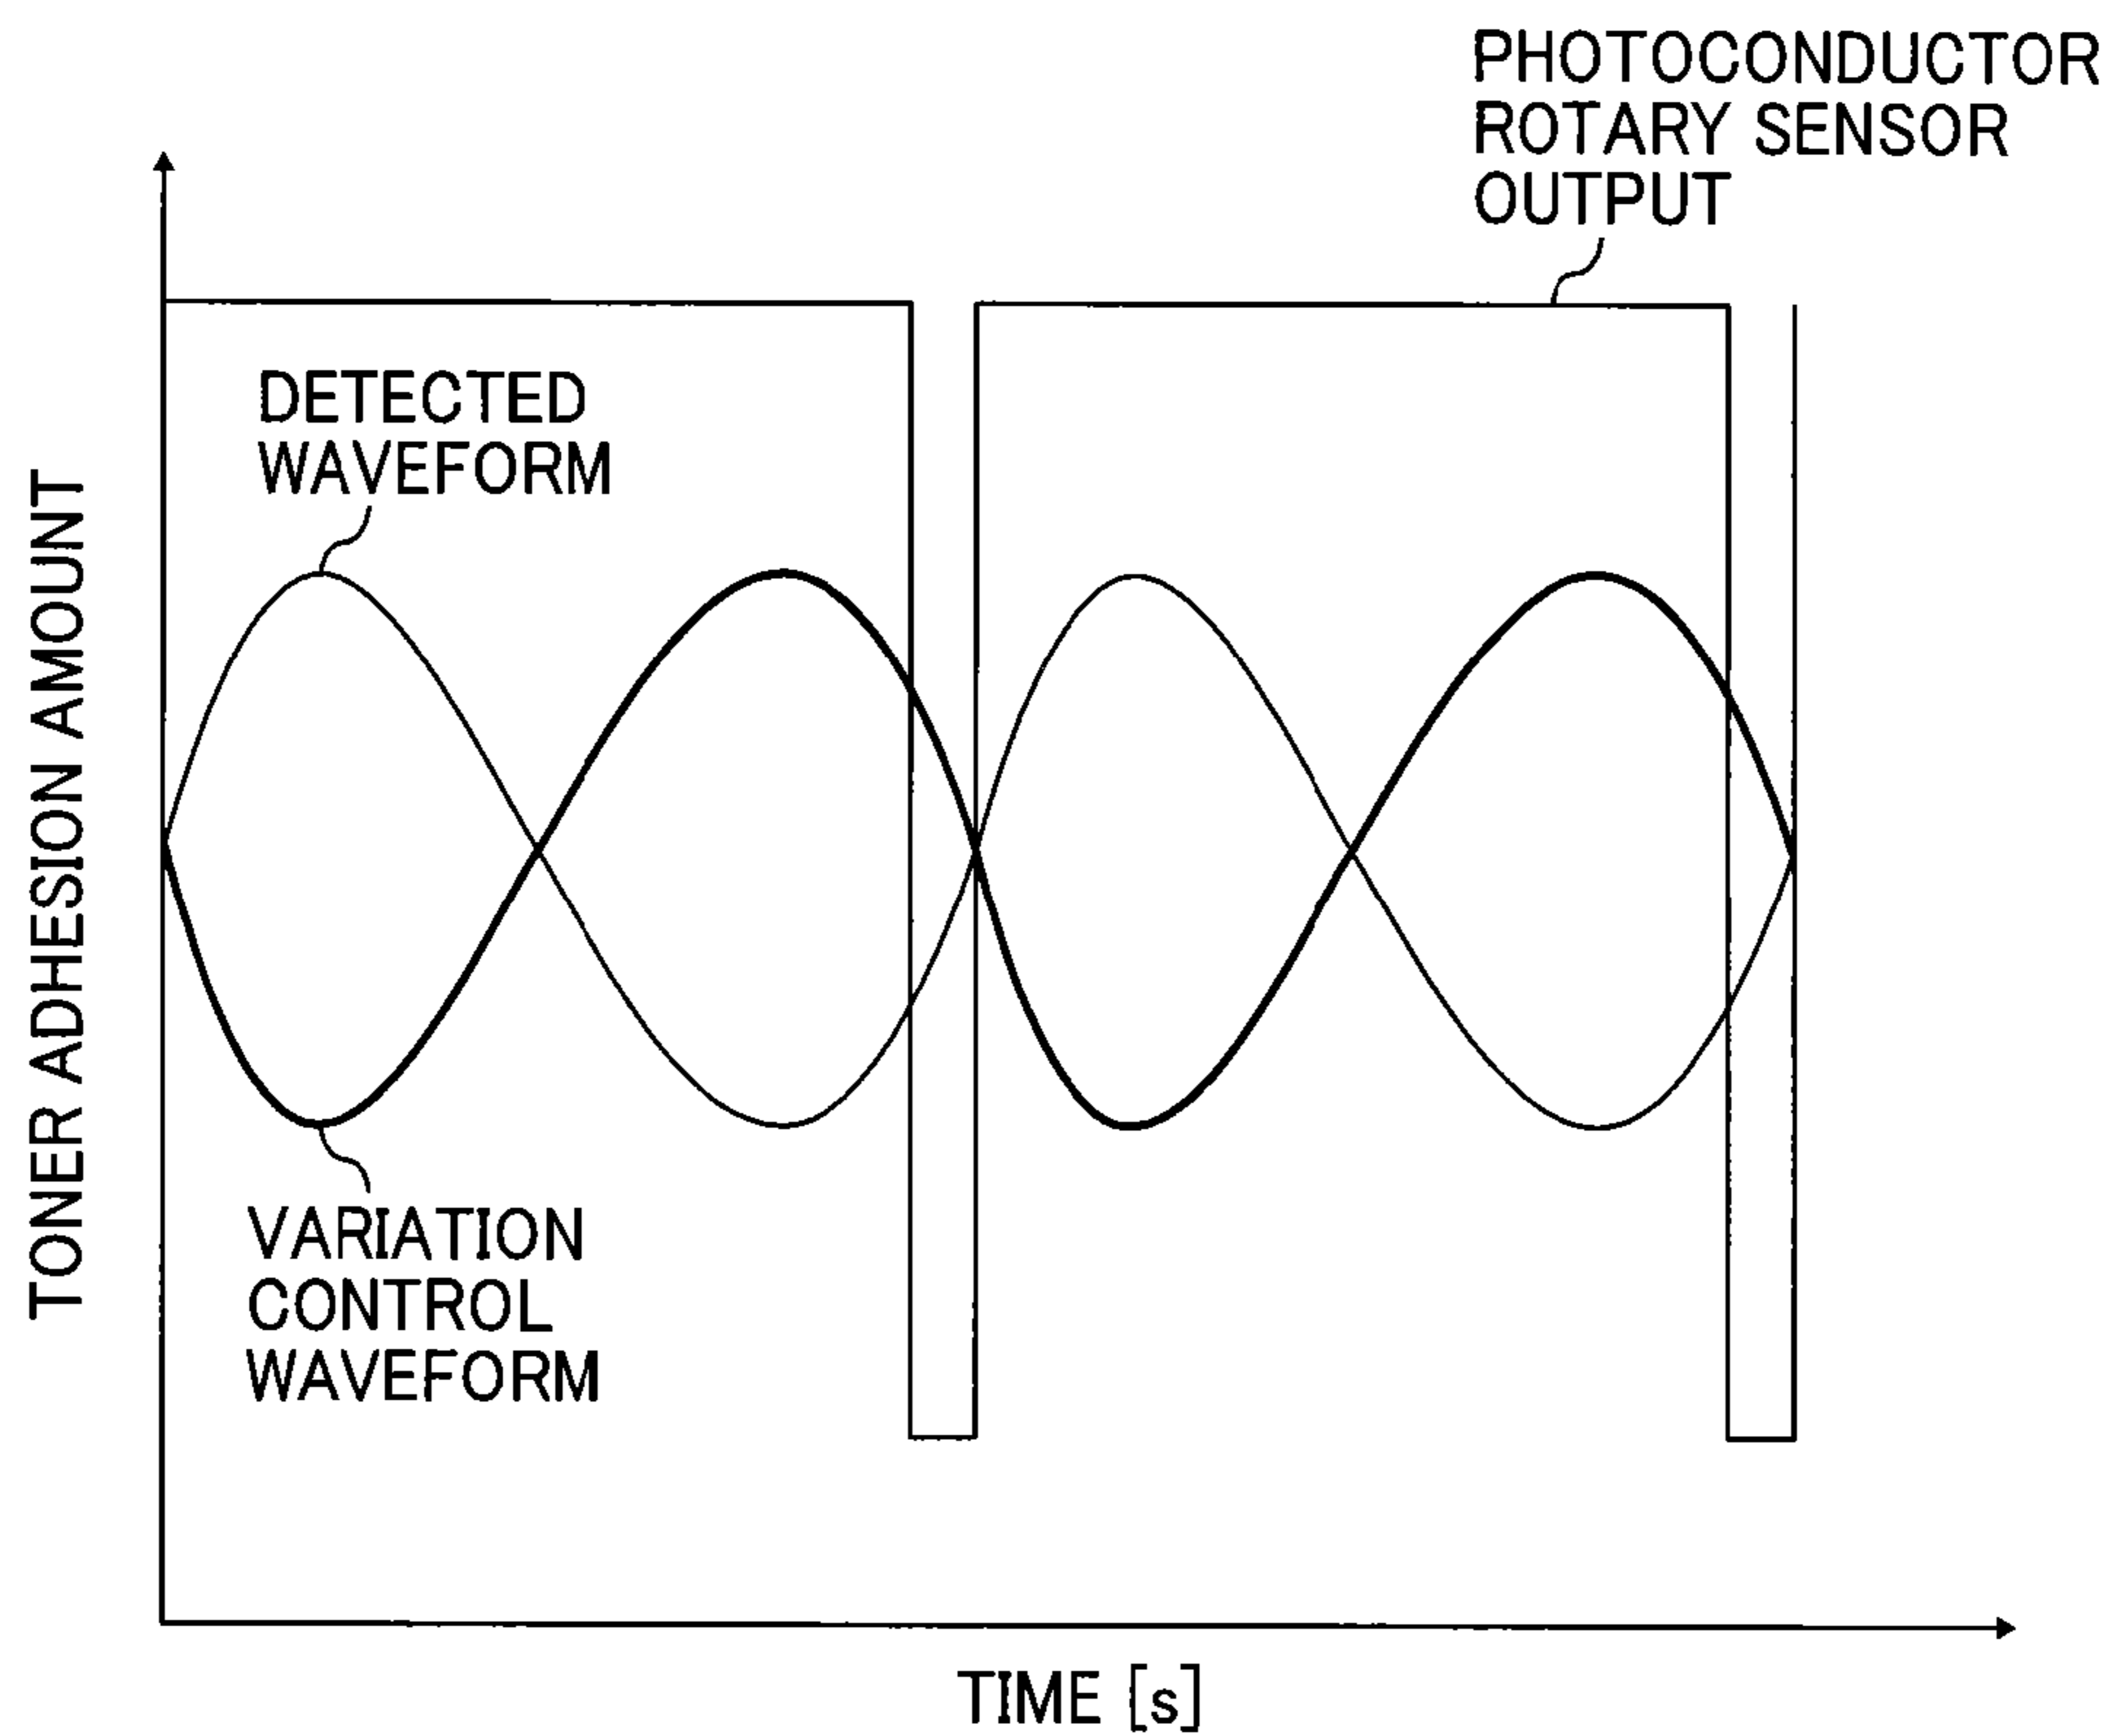 PHOTOCONDUCTOR
ROTARY SENSOR
OUTPUT
DETECTED
WAVEFORM
TONER ADHESION AMOUNT
VARIATION
CONTROL
WAVEFORM
TIME [s]